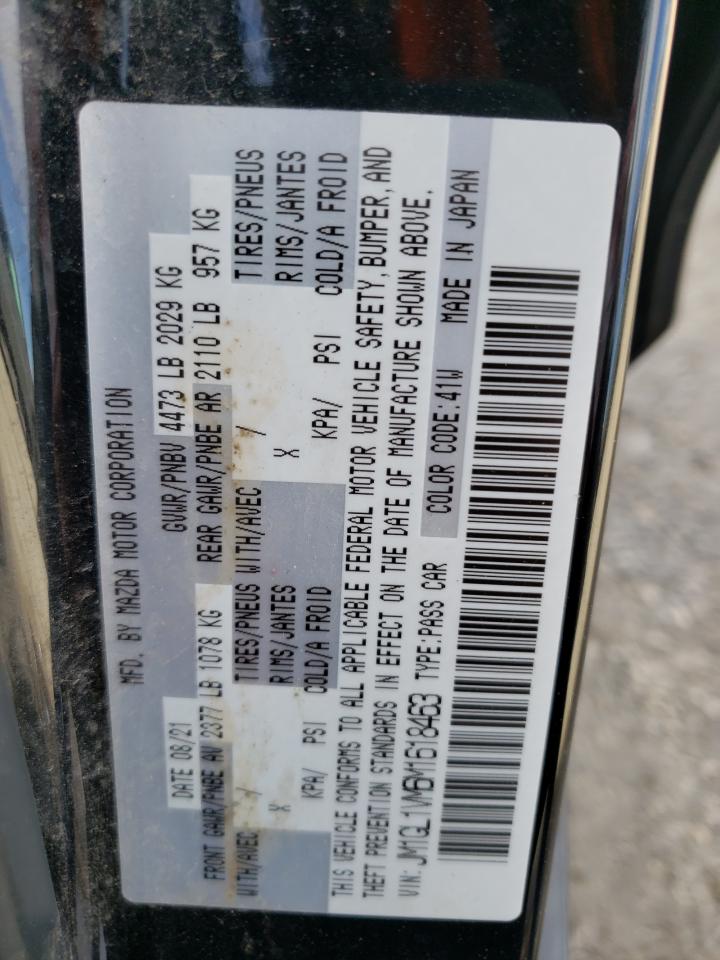 MFD. BY MAZDA MOTOR CORPORATION
DATE 08/21 GVWR/PNBV 4473 LB 2029 KG
FRONT GAWR/PNBE AV 2377 LB 1078 KG REAR GAWR/PNBE AR 2110 LB 957 KG
WITH/AVEC / TIRES/PNEUS WITH/AVEC / TIRES/PNEUS
X RIMS/JANTES X RIMS/JANTES
KPA/ PSI COLD/A FROID KPA/ PSI COLD/A FROID
THIS VEHICLE CONFORMS TO ALL APPLICABLE FEDERAL MOTOR VEHICLE SAFETY, BUMPER, AND
THEFT PREVENTION STANDARDS IN EFFECT ON THE DATE OF MANUFACTURE SHOWN ABOVE.
VIN: JM1GL1VM6M1618463 TYPE:PASS CAR COLOR CODE:41W MADE IN JAPAN